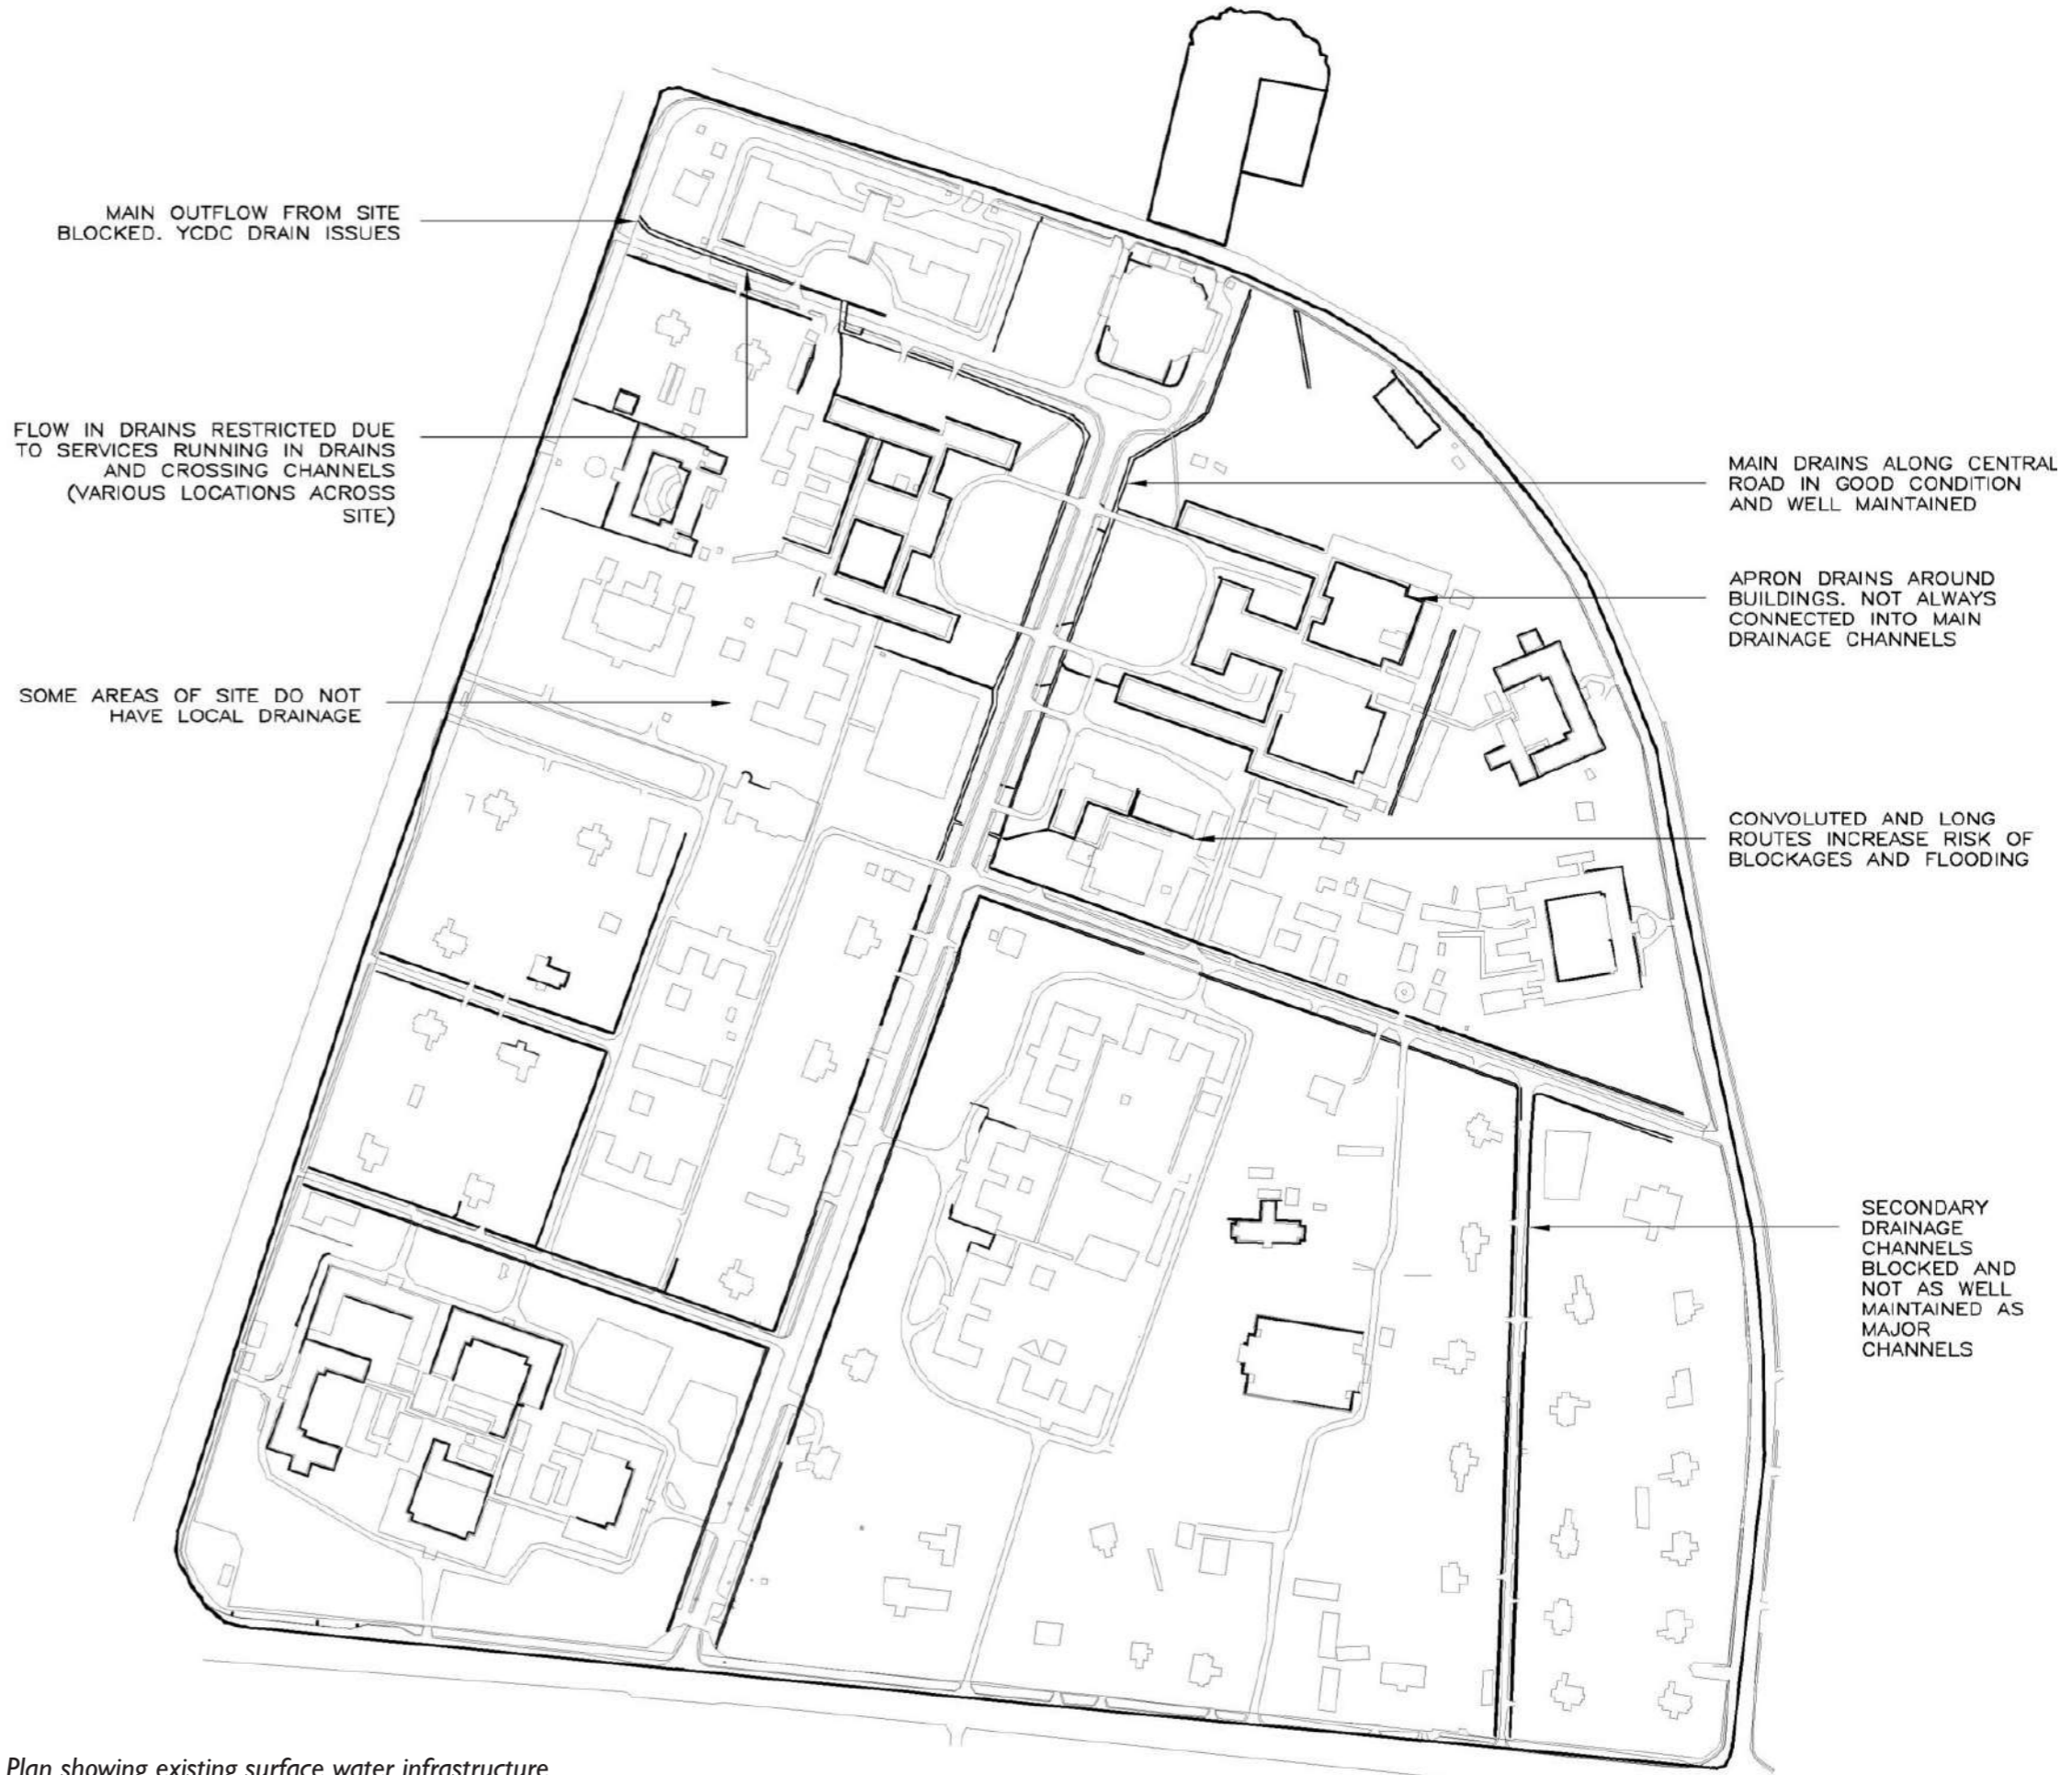 MAIN OUTFLOW FROM SITE
BLOCKED. YCDC DRAIN ISSUES
FLOW IN DRAINS RESTRICTED DUE
TO SERVICES RUNNING IN DRAINS
AND CROSSING CHANNELS
(VARIOUS LOCATIONS ACROSS
SITE)
SOME AREAS OF SITE DO NOT
HAVE LOCAL DRAINAGE
MAIN DRAINS ALONG CENTRAL
ROAD IN GOOD CONDITION
AND WELL MAINTAINED
APRON DRAINS AROUND
BUILDINGS. NOT ALWAYS
CONNECTED INTO MAIN
DRAINAGE CHANNELS
CONVOLUTED AND LONG
ROUTES INCREASE RISK OF
BLOCKAGES AND FLOODING
SECONDARY
DRAINAGE
CHANNELS
BLOCKED AND
NOT AS WELL
MAINTAINED AS
MAJOR
CHANNELS
Plan showing existing surface water infrastructure